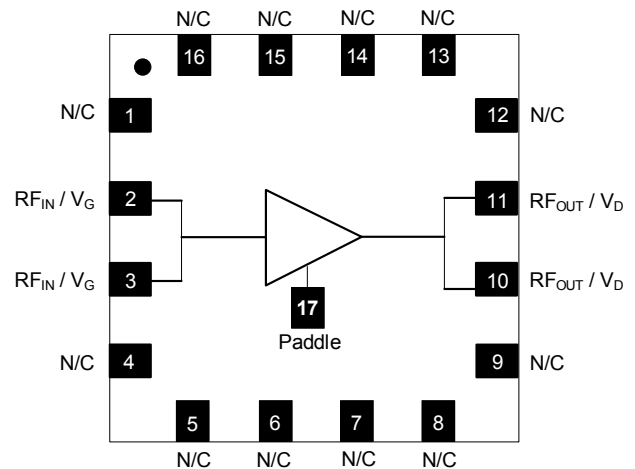 N/C N/C N/C N/C
16 15 14 13
N/C 1 12 N/C
RF_IN / V_G 2 11 RF_OUT / V_D
RF_IN / V_G 3 10 RF_OUT / V_D
17
Paddle
N/C 4 9 N/C
5 6 7 8
N/C N/C N/C N/C